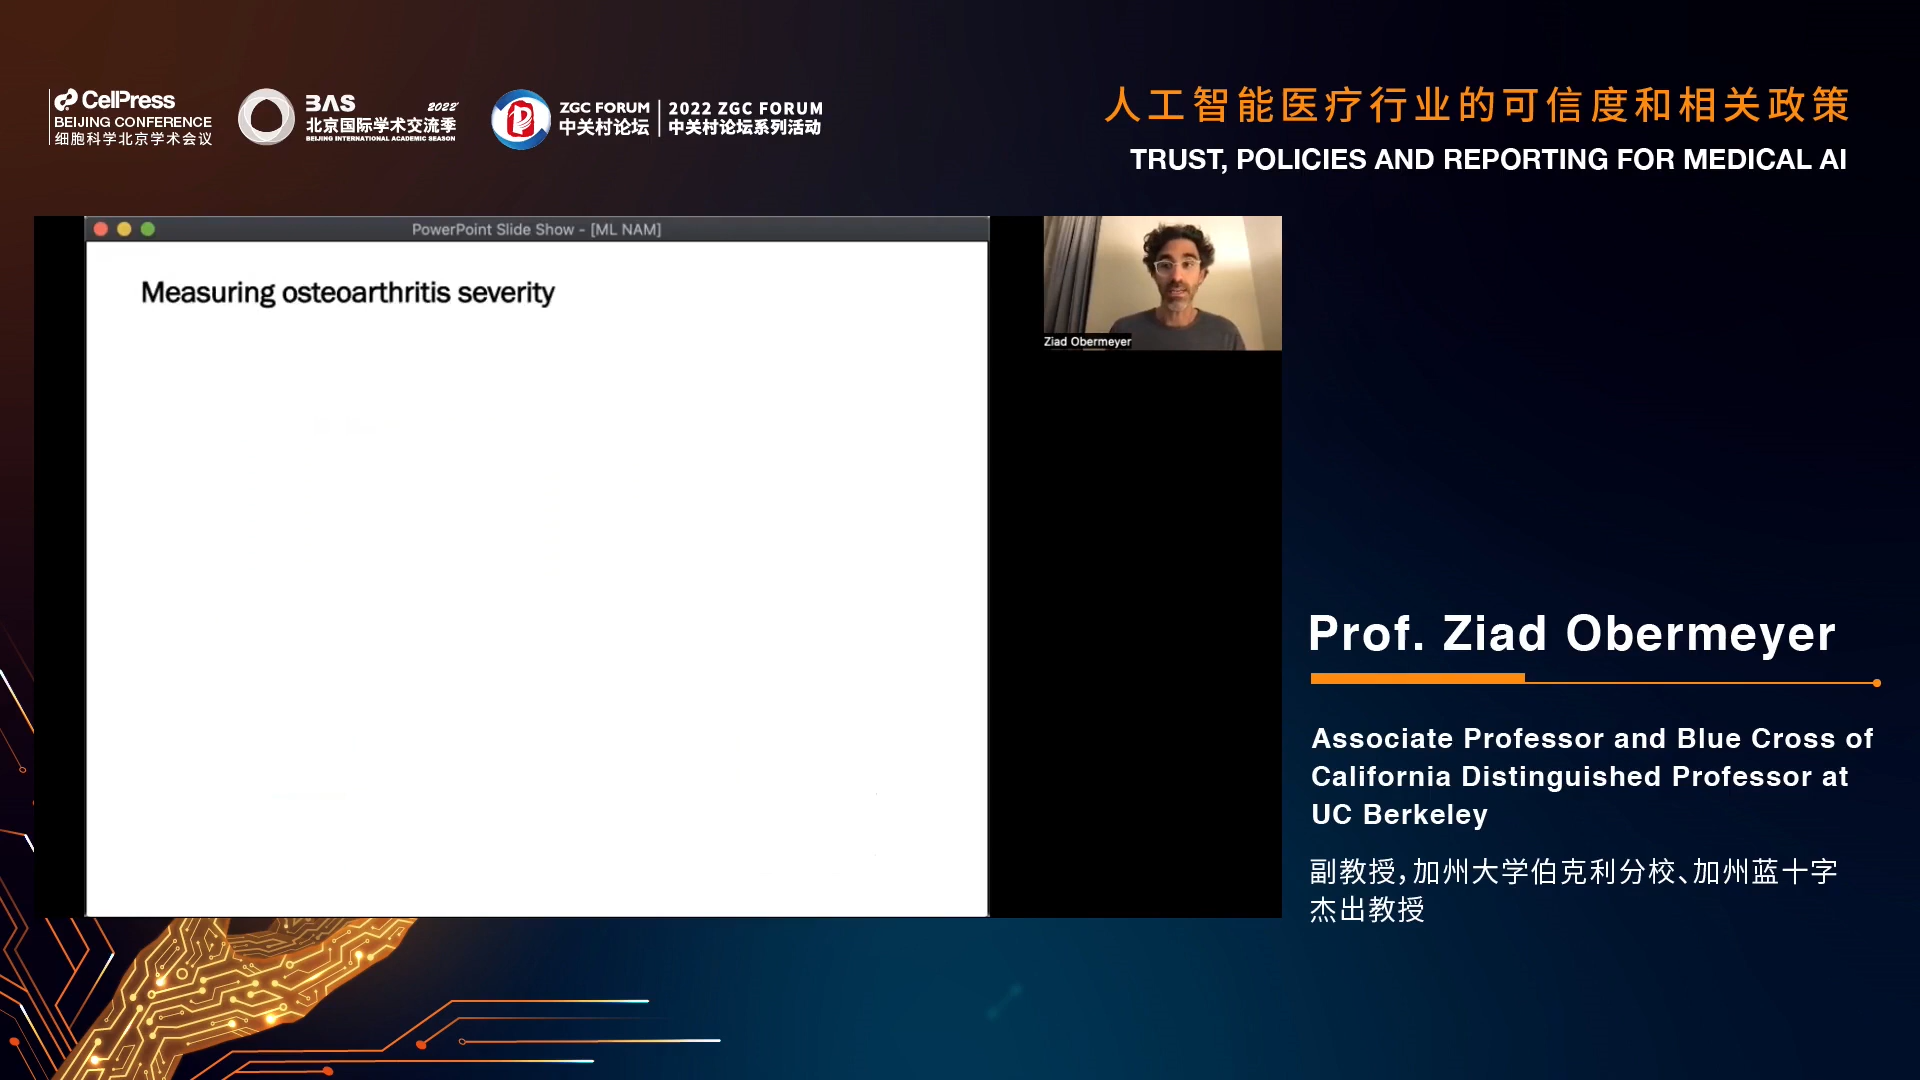 CellPress
BEIJING CONFERENCE
细胞科学北京学术会议
BAS 2022
北京国际学术交流季
BEIJING INTERNATIONAL ACADEMIC SEASON
ZGC FORUM
中关村论坛
2022 ZGC FORUM
中关村论坛系列活动
人工智能医疗行业的可信度和相关政策
TRUST, POLICIES AND REPORTING FOR MEDICAL AI
PowerPoint Slide Show - [ML NAM]
Measuring osteoarthritis severity
Ziad Obermeyer
Prof. Ziad Obermeyer
Associate Professor and Blue Cross of
California Distinguished Professor at
UC Berkeley
副教授，加州大学伯克利分校、加州蓝十字
杰出教授